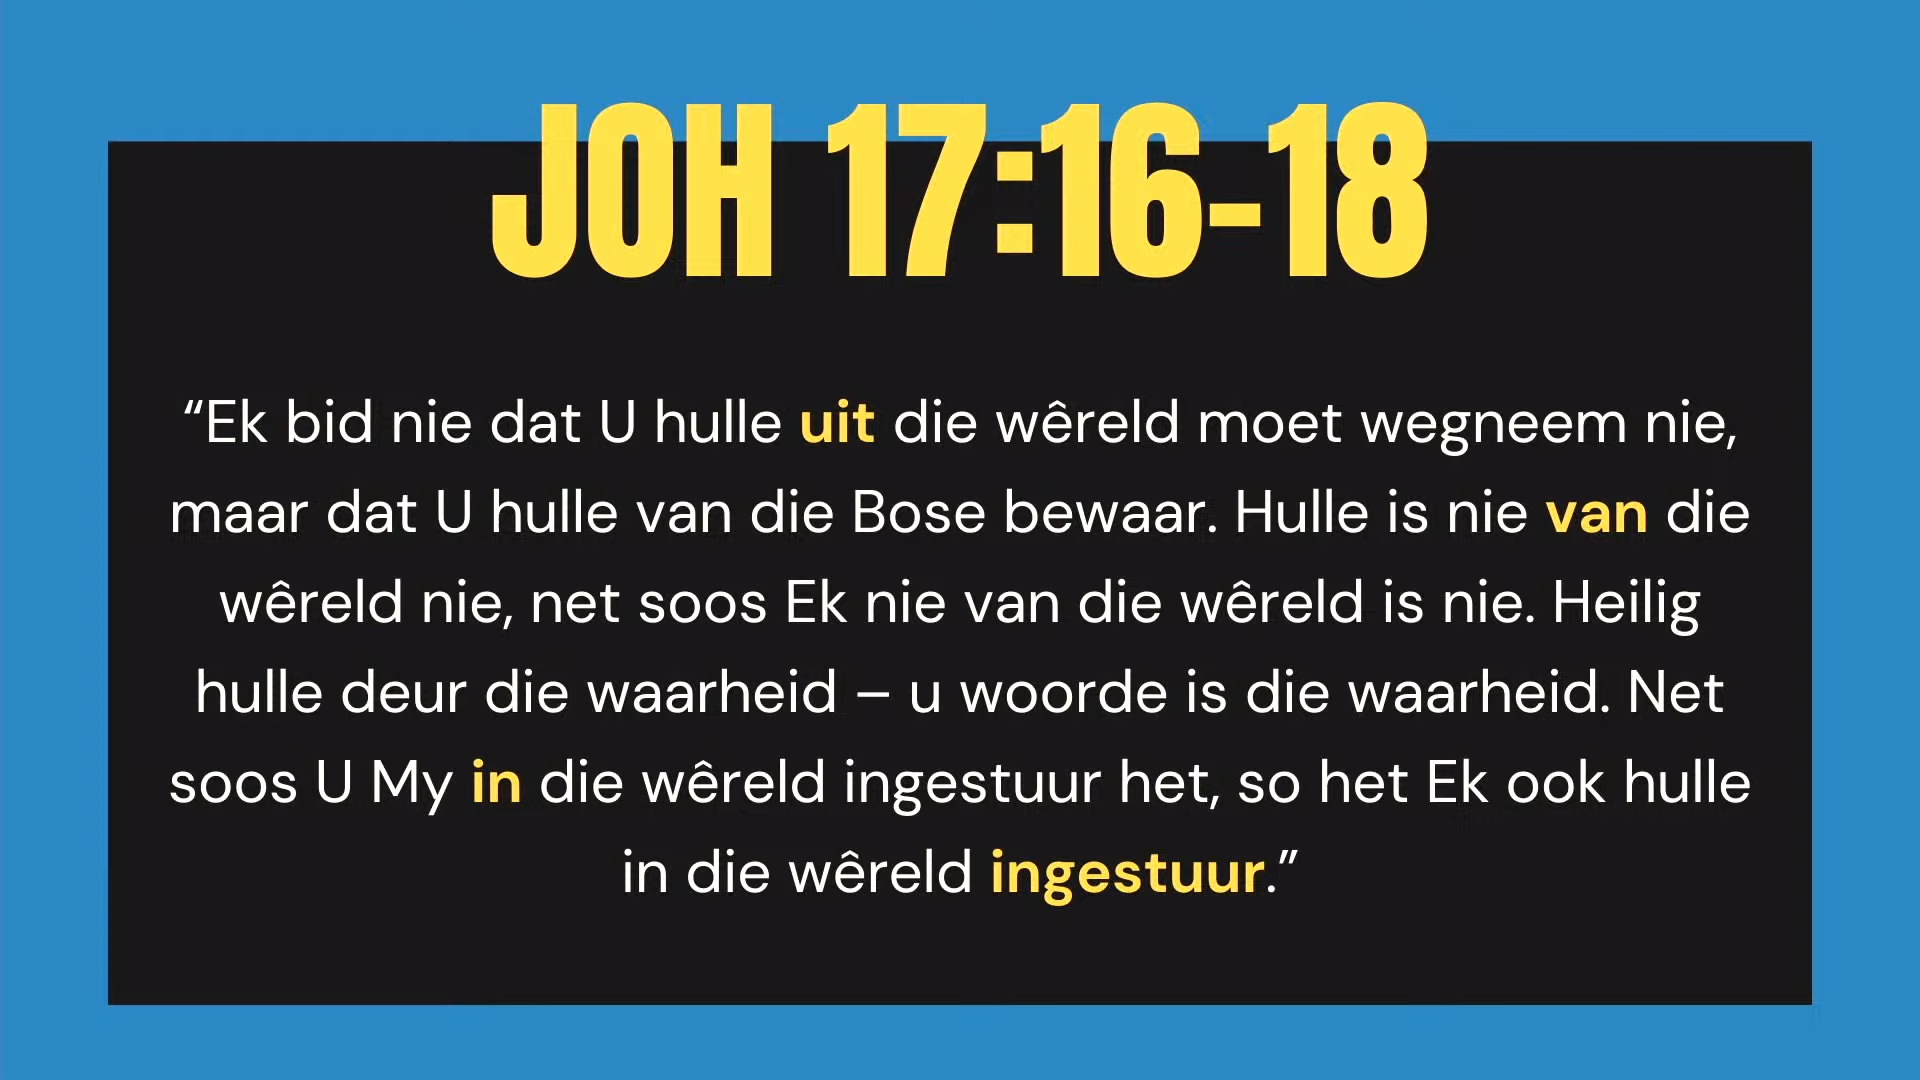 JOH 17:16-18
“Ek bid nie dat U hulle uit die wêreld moet wegneem nie,
maar dat U hulle van die Bose bewaar. Hulle is nie van die
wêreld nie, net soos Ek nie van die wêreld is nie. Heilig
hulle deur die waarheid – u woorde is die waarheid. Net
soos U My in die wêreld ingestuur het, so het Ek ook hulle
in die wêreld ingestuur.”